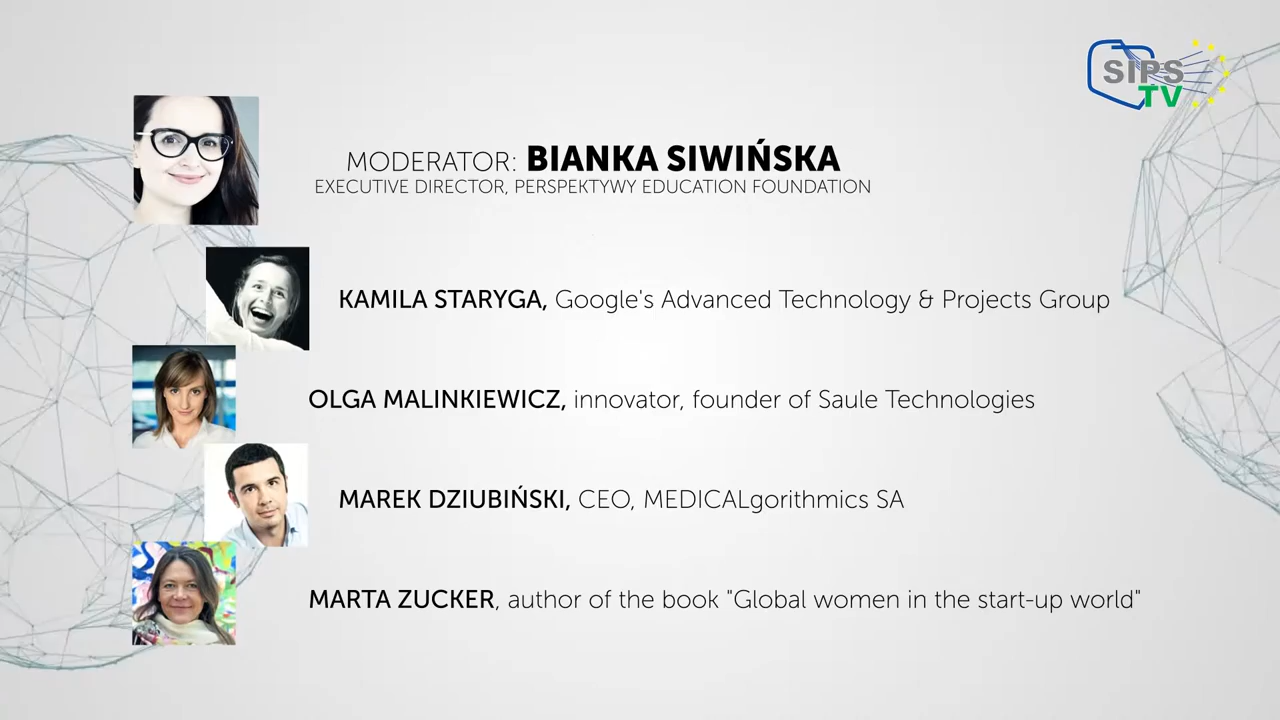 SIPS
TV
MODERATOR: BIANKA SIWIŃSKA
EXECUTIVE DIRECTOR, PERSPEKTYWY EDUCATION FOUNDATION
KAMILA STARYGA, Google's Advanced Technology & Projects Group
OLGA MALINKIEWICZ, innovator, founder of Saule Technologies
MAREK DZIUBIŃSKI, CEO, MEDICALgorithmics SA
MARTA ZUCKER, author of the book "Global women in the start-up world"